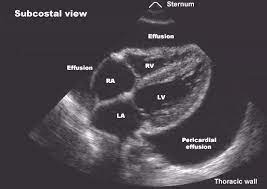 Subcostal view
Sternum
Effusion
Effusion
RV
RA
LV
LA
Pericardial
effusion
Thoracic wall